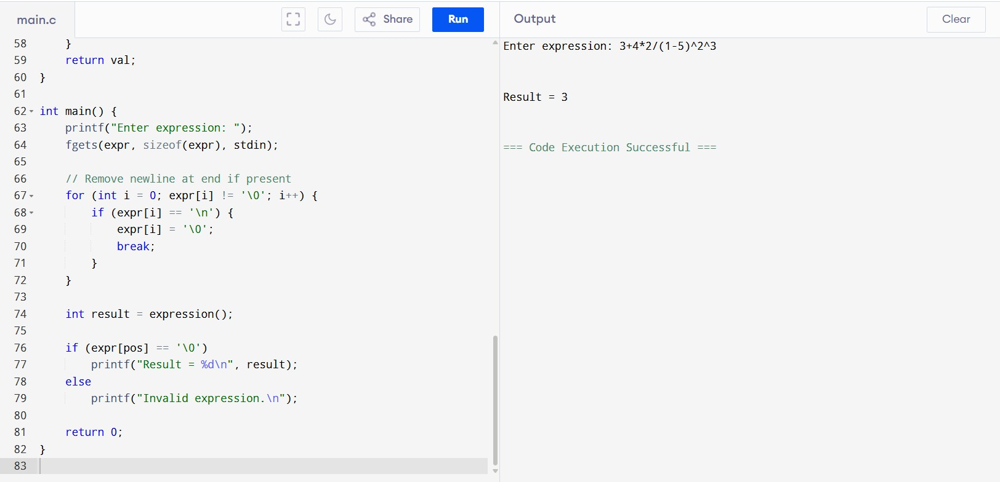 main.c
Share
Run
58 }
59 return val;
60 }
61
62 int main() {
63 printf("Enter expression: ");
64 fgets(expr, sizeof(expr), stdin);
65
66 // Remove newline at end if present
67 for (int i = 0; expr[i] != '\0'; i++) {
68 if (expr[i] == '\n') {
69 expr[i] = '\0';
70 break;
71 }
72 }
73
74 int result = expression();
75
76 if (expr[pos] == '\0')
77 printf("Result = %d\n", result);
78 else
79 printf("Invalid expression.\n");
80
81 return 0;
82 }
83
Output
Clear
Enter expression: 3+4*2/(1-5)^2^3
Result = 3
=== Code Execution Successful ===